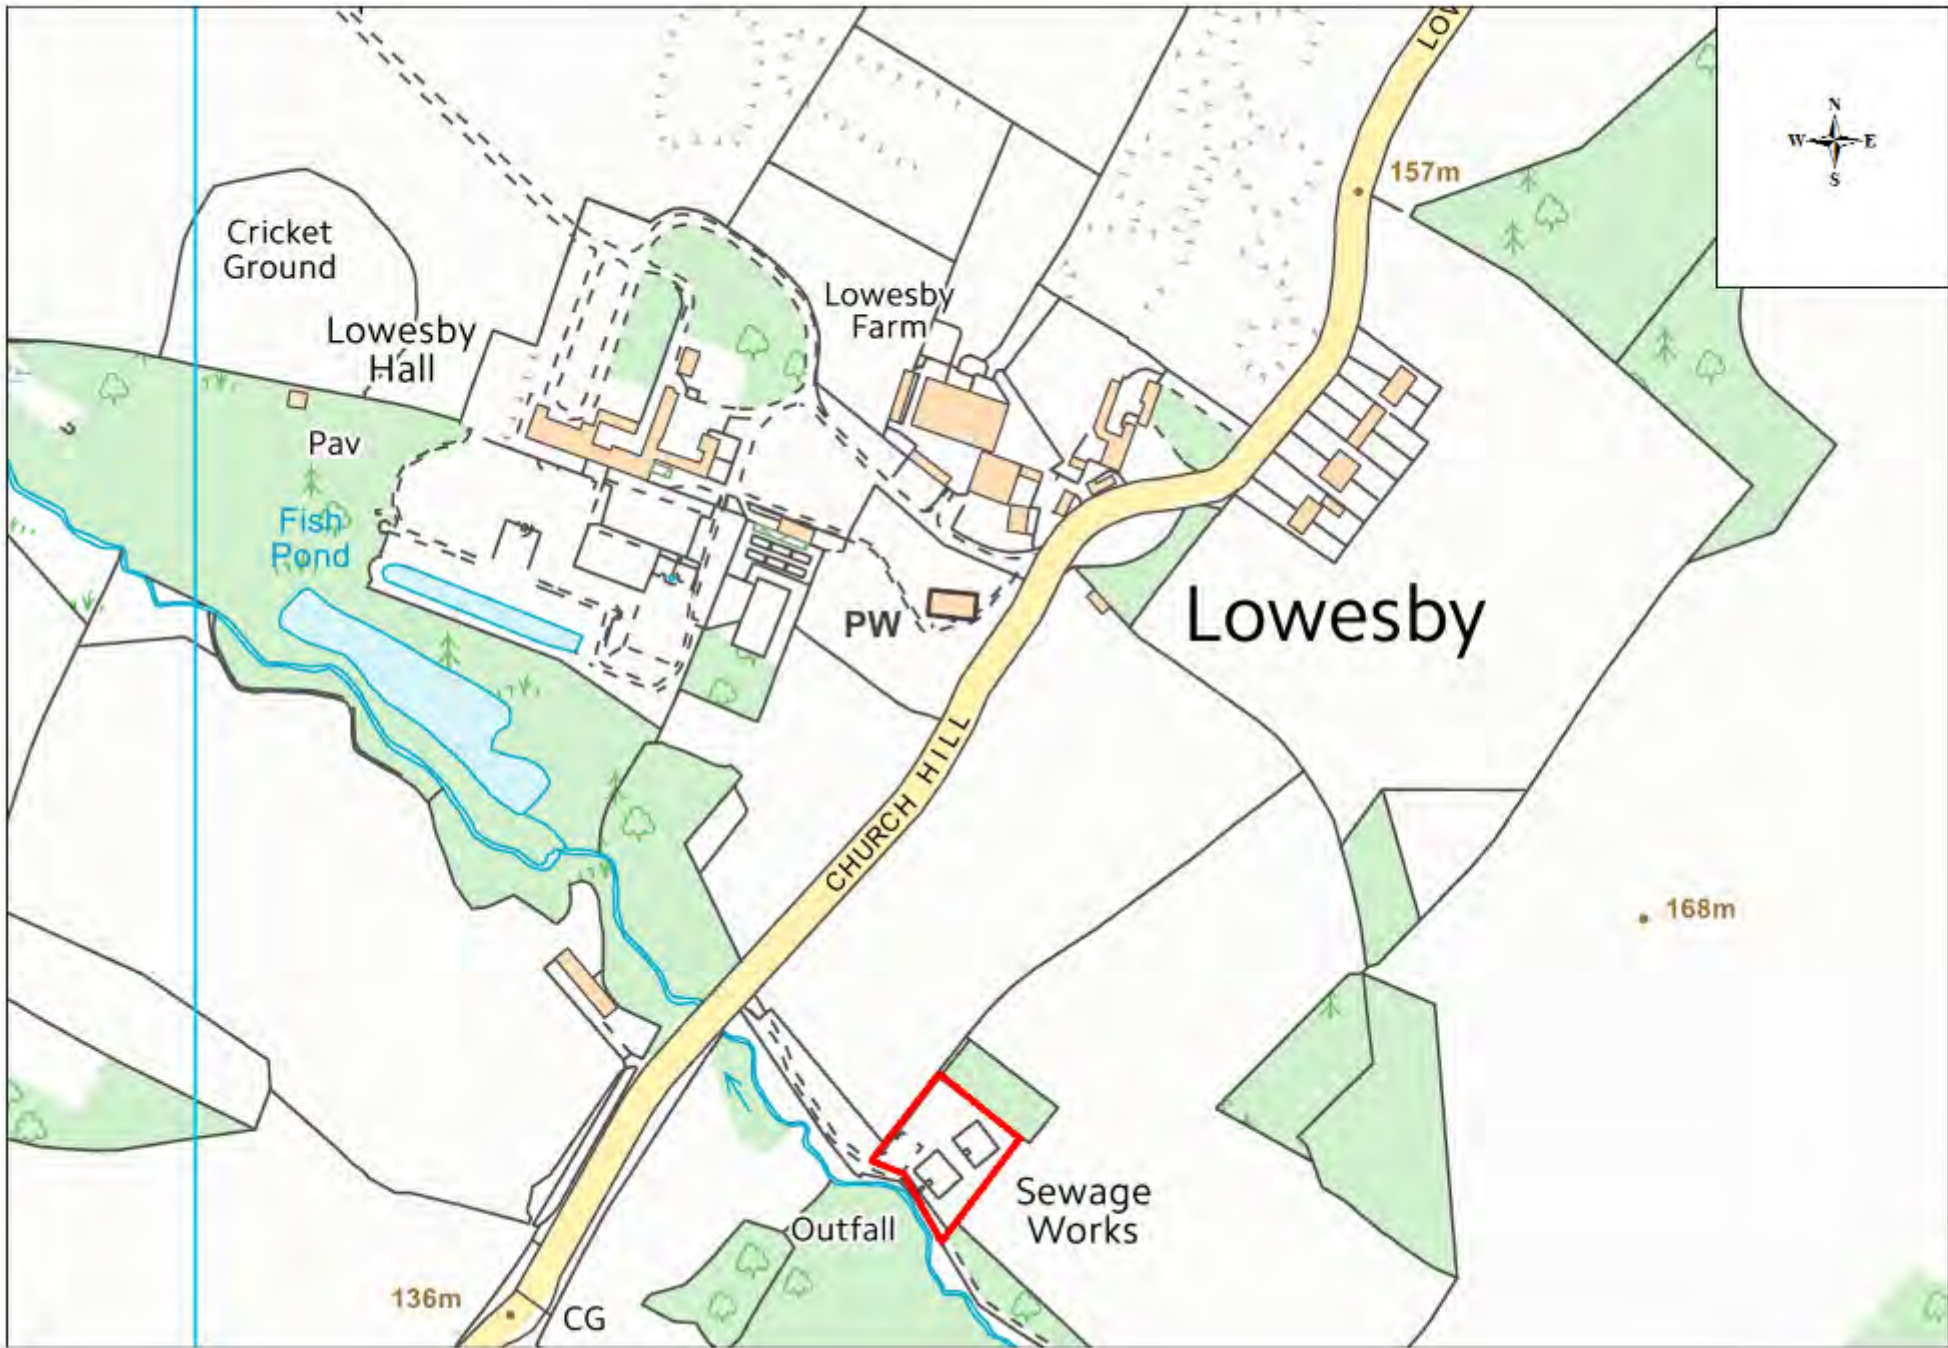 LOW
N
W E
S
157m
Cricket
Ground
Lowesby
Farm
Lowesby
Hall
Pav
Fish
Pond
PW
Lowesby
CHURCH HILL
168m
Sewage
Works
Outfall
136m
CG